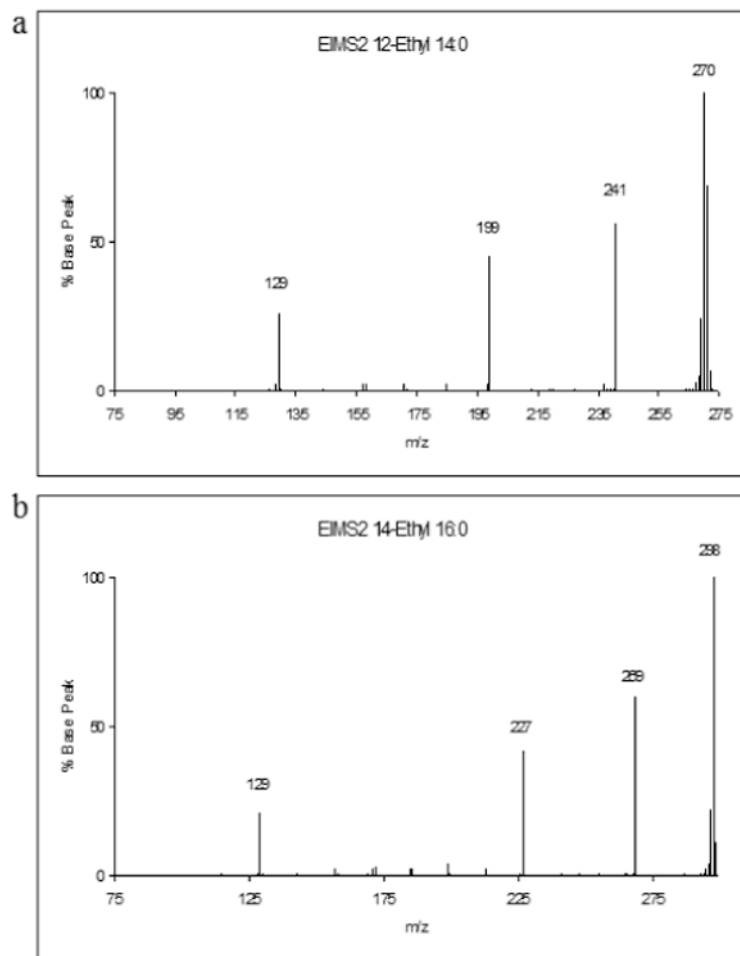 a
EIMS2 12-Ethyl 14:0
270
100
241
199
50
129
% Base Peak
0
75 95 115 135 155 175 195 215 235 255 275
m/z
b
EIMS2 14-Ethyl 16:0
298
100
269
227
50
129
% Base Peak
0
75 125 175 225 275
m/z